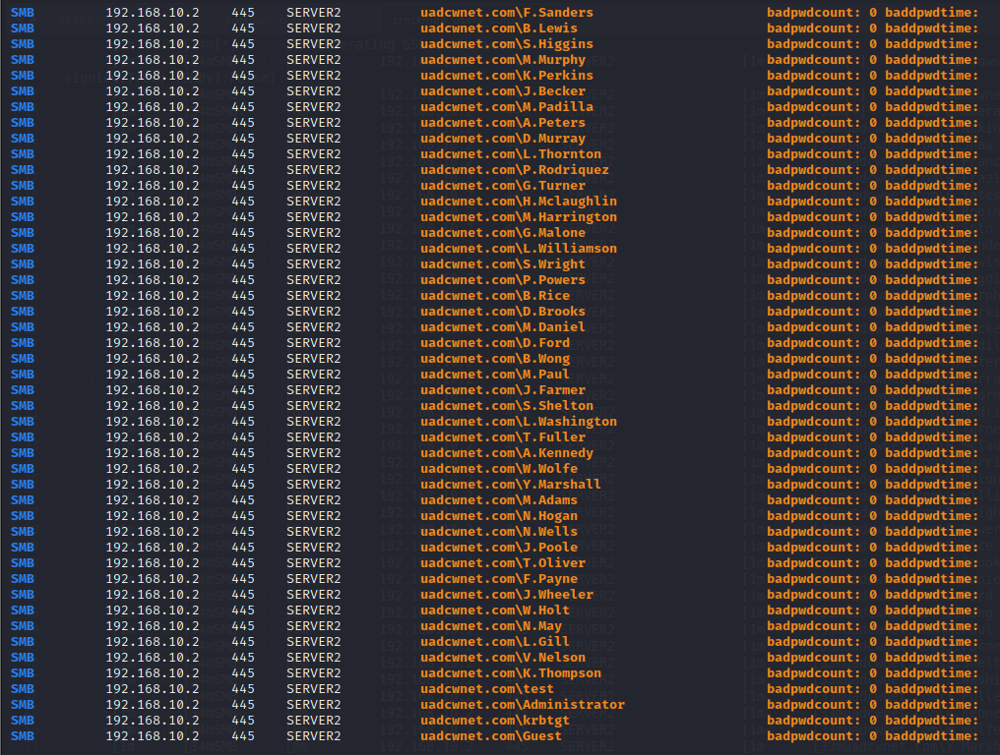 SMB 192.168.10.2 445 SERVER2 uadcwnet.com\F.Sanders badpwdcount: 0 baddpwdtime:
SMB 192.168.10.2 445 SERVER2 uadcwnet.com\B.Lewis badpwdcount: 0 baddpwdtime:
SMB 192.168.10.2 445 SERVER2 uadcwnet.com\S.Higgins badpwdcount: 0 baddpwdtime:
SMB 192.168.10.2 445 SERVER2 uadcwnet.com\M.Murphy badpwdcount: 0 baddpwdtime:
SMB 192.168.10.2 445 SERVER2 uadcwnet.com\K.Perkins badpwdcount: 0 baddpwdtime:
SMB 192.168.10.2 445 SERVER2 uadcwnet.com\J.Becker badpwdcount: 0 baddpwdtime:
SMB 192.168.10.2 445 SERVER2 uadcwnet.com\M.Padilla badpwdcount: 0 baddpwdtime:
SMB 192.168.10.2 445 SERVER2 uadcwnet.com\A.Peters badpwdcount: 0 baddpwdtime:
SMB 192.168.10.2 445 SERVER2 uadcwnet.com\D.Murray badpwdcount: 0 baddpwdtime:
SMB 192.168.10.2 445 SERVER2 uadcwnet.com\L.Thornton badpwdcount: 0 baddpwdtime:
SMB 192.168.10.2 445 SERVER2 uadcwnet.com\P.Rodriquez badpwdcount: 0 baddpwdtime:
SMB 192.168.10.2 445 SERVER2 uadcwnet.com\G.Turner badpwdcount: 0 baddpwdtime:
SMB 192.168.10.2 445 SERVER2 uadcwnet.com\H.Mclaughlin badpwdcount: 0 baddpwdtime:
SMB 192.168.10.2 445 SERVER2 uadcwnet.com\M.Harrington badpwdcount: 0 baddpwdtime:
SMB 192.168.10.2 445 SERVER2 uadcwnet.com\G.Malone badpwdcount: 0 baddpwdtime:
SMB 192.168.10.2 445 SERVER2 uadcwnet.com\L.Williamson badpwdcount: 0 baddpwdtime:
SMB 192.168.10.2 445 SERVER2 uadcwnet.com\S.Wright badpwdcount: 0 baddpwdtime:
SMB 192.168.10.2 445 SERVER2 uadcwnet.com\P.Powers badpwdcount: 0 baddpwdtime:
SMB 192.168.10.2 445 SERVER2 uadcwnet.com\B.Rice badpwdcount: 0 baddpwdtime:
SMB 192.168.10.2 445 SERVER2 uadcwnet.com\D.Brooks badpwdcount: 0 baddpwdtime:
SMB 192.168.10.2 445 SERVER2 uadcwnet.com\M.Daniel badpwdcount: 0 baddpwdtime:
SMB 192.168.10.2 445 SERVER2 uadcwnet.com\D.Ford badpwdcount: 0 baddpwdtime:
SMB 192.168.10.2 445 SERVER2 uadcwnet.com\B.Wong badpwdcount: 0 baddpwdtime:
SMB 192.168.10.2 445 SERVER2 uadcwnet.com\M.Paul badpwdcount: 0 baddpwdtime:
SMB 192.168.10.2 445 SERVER2 uadcwnet.com\J.Farmer badpwdcount: 0 baddpwdtime:
SMB 192.168.10.2 445 SERVER2 uadcwnet.com\S.Shelton badpwdcount: 0 baddpwdtime:
SMB 192.168.10.2 445 SERVER2 uadcwnet.com\L.Washington badpwdcount: 0 baddpwdtime:
SMB 192.168.10.2 445 SERVER2 uadcwnet.com\T.Fuller badpwdcount: 0 baddpwdtime:
SMB 192.168.10.2 445 SERVER2 uadcwnet.com\A.Kennedy badpwdcount: 0 baddpwdtime:
SMB 192.168.10.2 445 SERVER2 uadcwnet.com\W.Wolfe badpwdcount: 0 baddpwdtime:
SMB 192.168.10.2 445 SERVER2 uadcwnet.com\Y.Marshall badpwdcount: 0 baddpwdtime:
SMB 192.168.10.2 445 SERVER2 uadcwnet.com\M.Adams badpwdcount: 0 baddpwdtime:
SMB 192.168.10.2 445 SERVER2 uadcwnet.com\N.Hogan badpwdcount: 0 baddpwdtime:
SMB 192.168.10.2 445 SERVER2 uadcwnet.com\N.Wells badpwdcount: 0 baddpwdtime:
SMB 192.168.10.2 445 SERVER2 uadcwnet.com\J.Poole badpwdcount: 0 baddpwdtime:
SMB 192.168.10.2 445 SERVER2 uadcwnet.com\T.Oliver badpwdcount: 0 baddpwdtime:
SMB 192.168.10.2 445 SERVER2 uadcwnet.com\F.Payne badpwdcount: 0 baddpwdtime:
SMB 192.168.10.2 445 SERVER2 uadcwnet.com\J.Wheeler badpwdcount: 0 baddpwdtime:
SMB 192.168.10.2 445 SERVER2 uadcwnet.com\W.Holt badpwdcount: 0 baddpwdtime:
SMB 192.168.10.2 445 SERVER2 uadcwnet.com\N.May badpwdcount: 0 baddpwdtime:
SMB 192.168.10.2 445 SERVER2 uadcwnet.com\L.Gill badpwdcount: 0 baddpwdtime:
SMB 192.168.10.2 445 SERVER2 uadcwnet.com\V.Nelson badpwdcount: 0 baddpwdtime:
SMB 192.168.10.2 445 SERVER2 uadcwnet.com\K.Thompson badpwdcount: 0 baddpwdtime:
SMB 192.168.10.2 445 SERVER2 uadcwnet.com\test badpwdcount: 0 baddpwdtime:
SMB 192.168.10.2 445 SERVER2 uadcwnet.com\Administrator badpwdcount: 0 baddpwdtime:
SMB 192.168.10.2 445 SERVER2 uadcwnet.com\krbtgt badpwdcount: 0 baddpwdtime:
SMB 192.168.10.2 445 SERVER2 uadcwnet.com\Guest badpwdcount: 0 baddpwdtime: